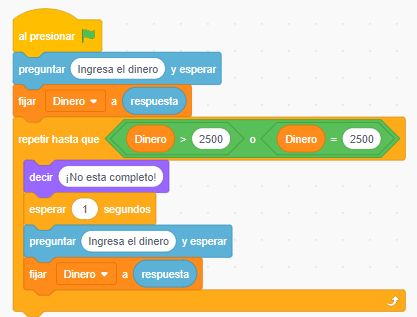 al presionar
preguntar Ingresa el dinero y esperar
fijar Dinero a respuesta
repetir hasta que Dinero > 2500 o Dinero = 2500
decir ¡No esta completo!
esperar 1 segundos
preguntar Ingresa el dinero y esperar
fijar Dinero a respuesta